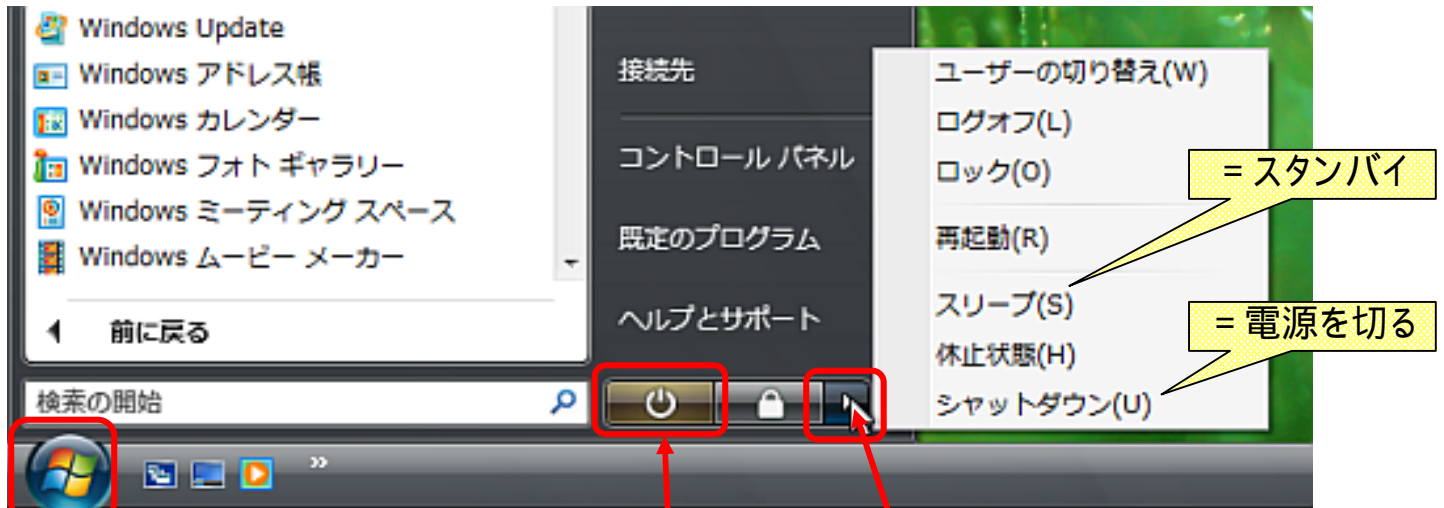 Windows Update
Windows アドレス帳
Windows カレンダー
Windows フォト ギャラリー
Windows ミーティング スペース
Windows ムービー メーカー
前に戻る
検索の開始
接続先
コントロール パネル
既定のプログラム
ヘルプとサポート
ユーザーの切り替え(W)
ログオフ(L)
ロック(O)
再起動(R)
スリープ(S)
休止状態(H)
シャットダウン(U)
= スタンバイ
= 電源を切る